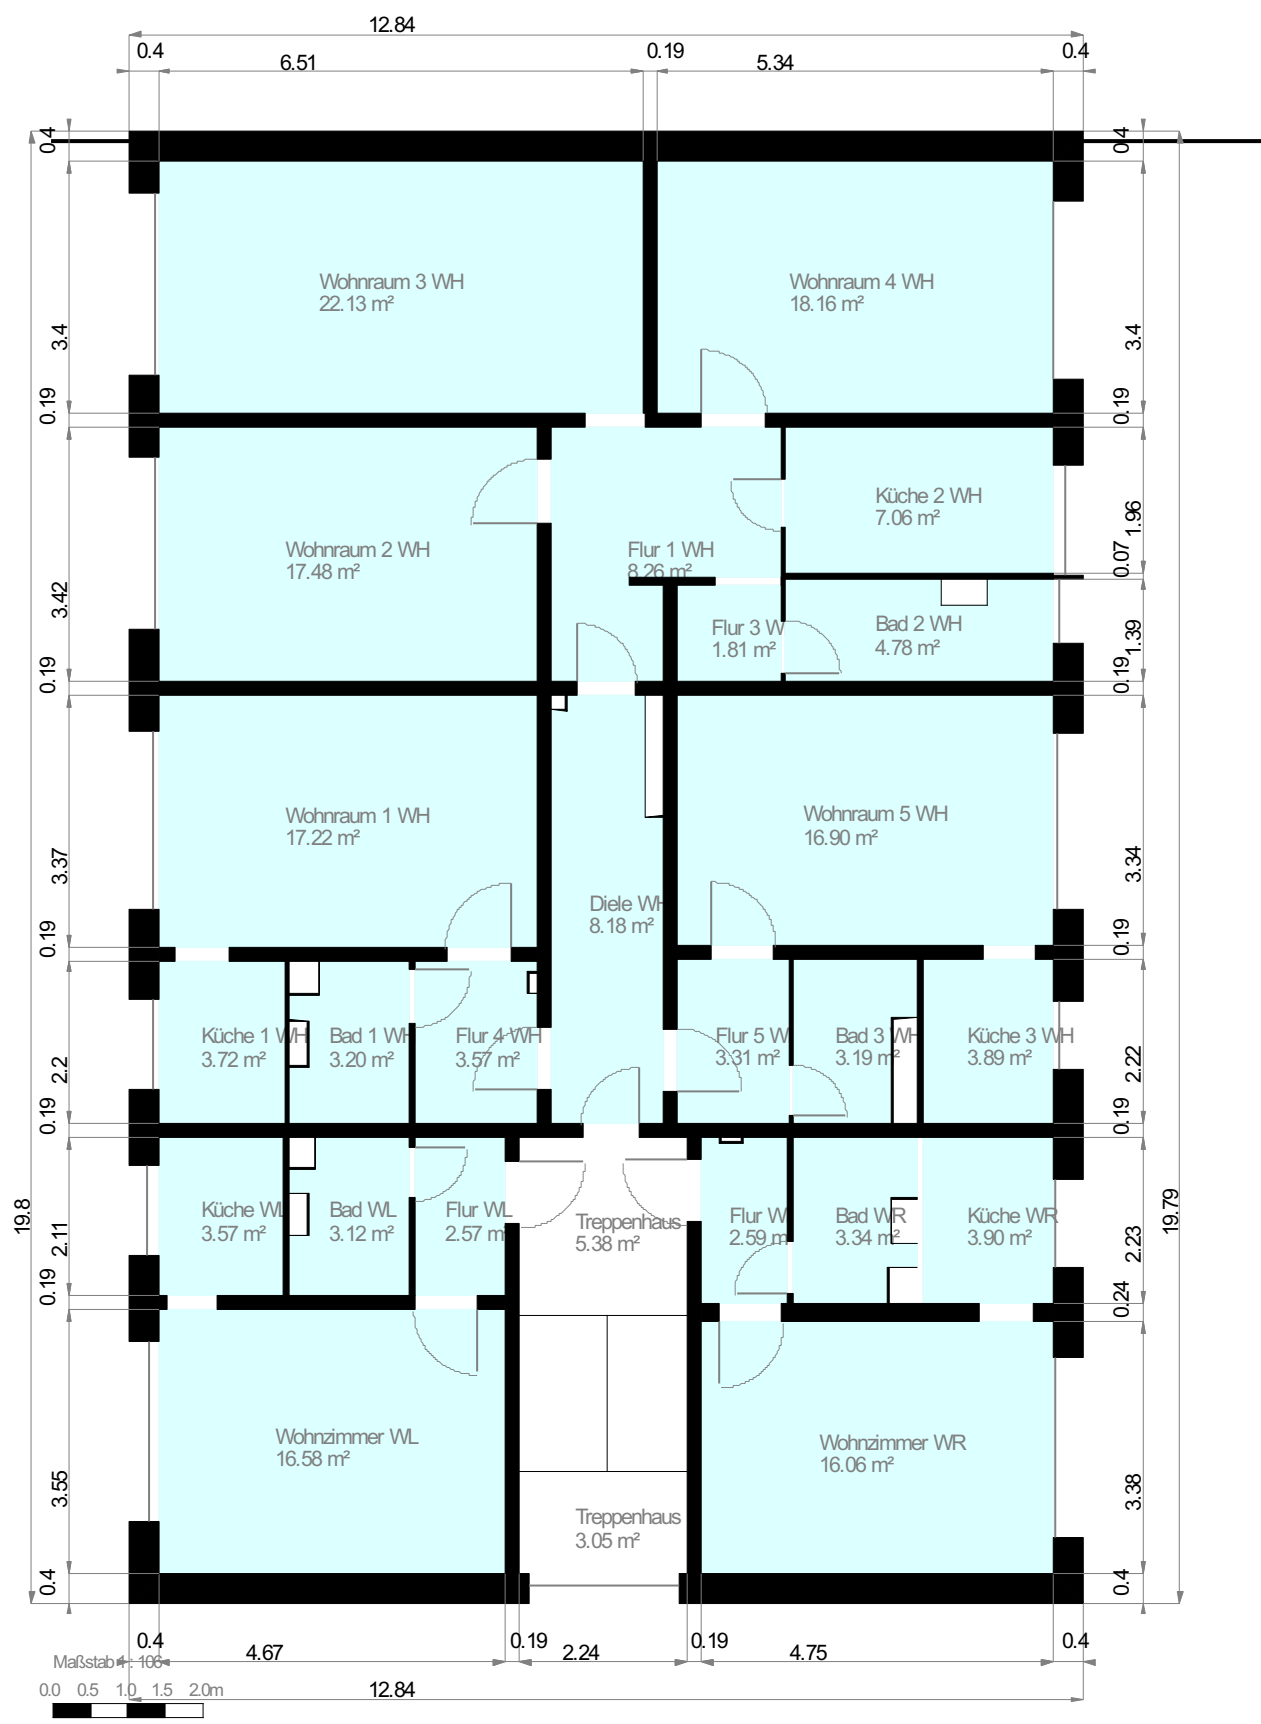 12.84
0.4
0.19
0.4
6.51
5.34
0.4
0.4
Wohnraum 3 WH
22.13 m²
Wohnraum 4 WH
18.16 m²
3.4
3.4
0.19
0.19
Küche 2 WH
7.06 m²
1.96
Wohnraum 2 WH
17.48 m²
Flur 1 WH
8.26 m²
0.07
3.42
Flur 3 W
1.81 m²
Bad 2 WH
4.78 m²
1.39
0.19
0.19
Wohnraum 1 WH
17.22 m²
Wohnraum 5 WH
16.90 m²
3.37
3.34
Diele WH
8.18 m²
0.19
0.19
Küche 1 WH
3.72 m²
Bad 1 WH
3.20 m²
Flur 4 WH
3.57 m²
Flur 5 W
3.31 m²
Bad 3 WH
3.19 m²
Küche 3 WH
3.89 m²
2.2
2.22
0.19
0.19
19.8
19.79
Küche WL
3.57 m²
Bad WL
3.12 m²
Flur WL
2.57 m²
Treppenhaus
5.38 m²
Flur W
2.59 m²
Bad WR
3.34 m²
Küche WR
3.90 m²
2.11
2.23
0.19
0.24
Wohnzimmer WL
16.58 m²
Wohnzimmer WR
16.06 m²
3.55
3.38
Treppenhaus
3.05 m²
0.4
0.4
0.4
0.19
0.19
0.4
4.67
2.24
4.75
Maßstab 1 : 106
12.84
0.0 0.5 1.0 1.5 2.0m